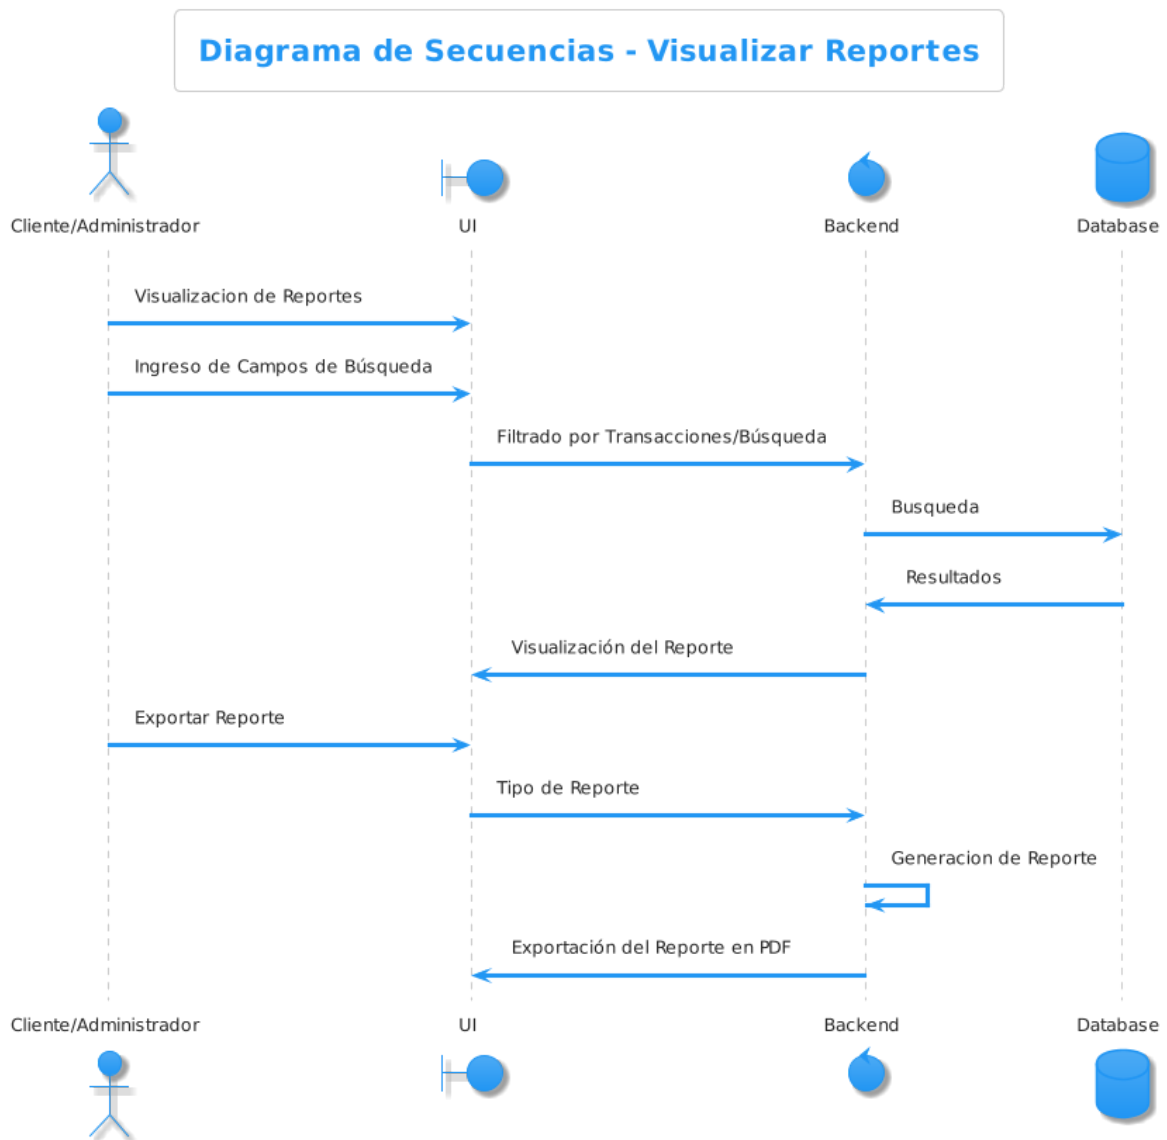 Diagrama de Secuencias - Visualizar Reportes
Cliente/Administrador
UI
Backend
Database
Visualizacion de Reportes
Ingreso de Campos de Búsqueda
Filtrado por Transacciones/Búsqueda
Busqueda
Resultados
Visualización del Reporte
Exportar Reporte
Tipo de Reporte
Generacion de Reporte
Exportación del Reporte en PDF
Cliente/Administrador
UI
Backend
Database